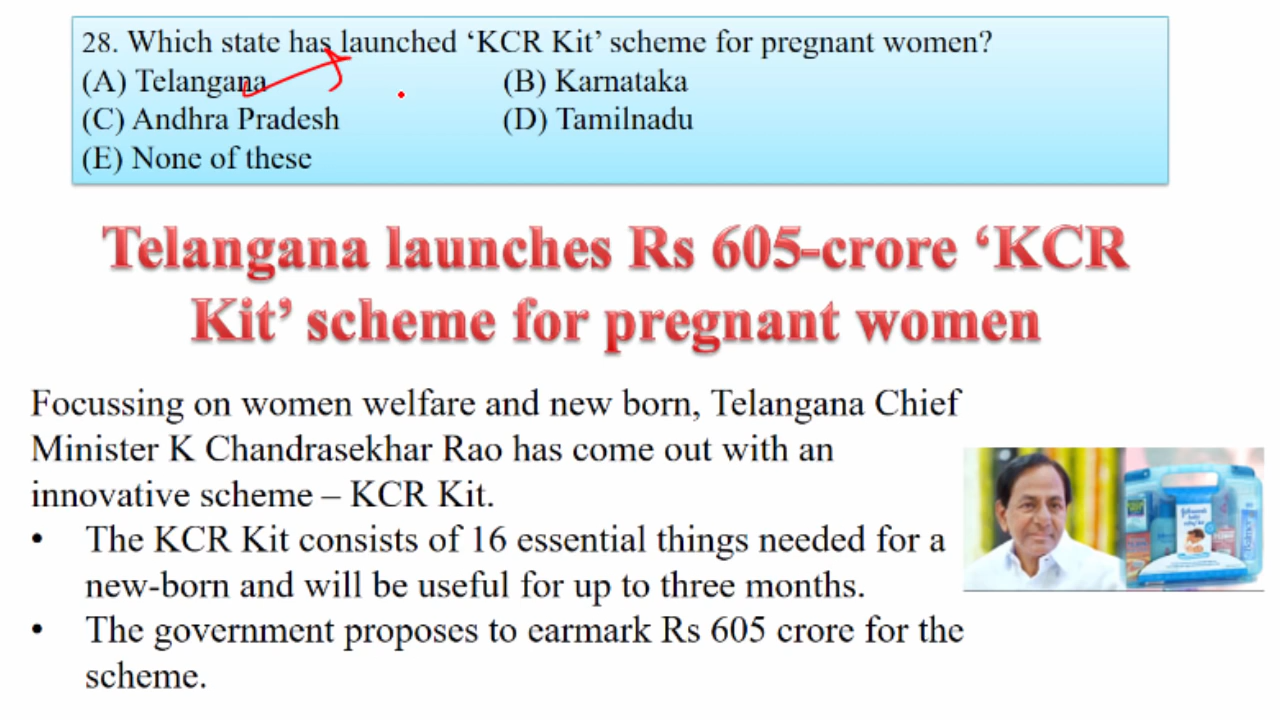 28. Which state has launched ‘KCR Kit’ scheme for pregnant women?
(A) Telangana (B) Karnataka
(C) Andhra Pradesh (D) Tamilnadu
(E) None of these
Telangana launches Rs 605-crore ‘KCR
Kit’ scheme for pregnant women
Focussing on women welfare and new born, Telangana Chief
Minister K Chandrasekhar Rao has come out with an
innovative scheme – KCR Kit.
• The KCR Kit consists of 16 essential things needed for a
new-born and will be useful for up to three months.
• The government proposes to earmark Rs 605 crore for the
scheme.